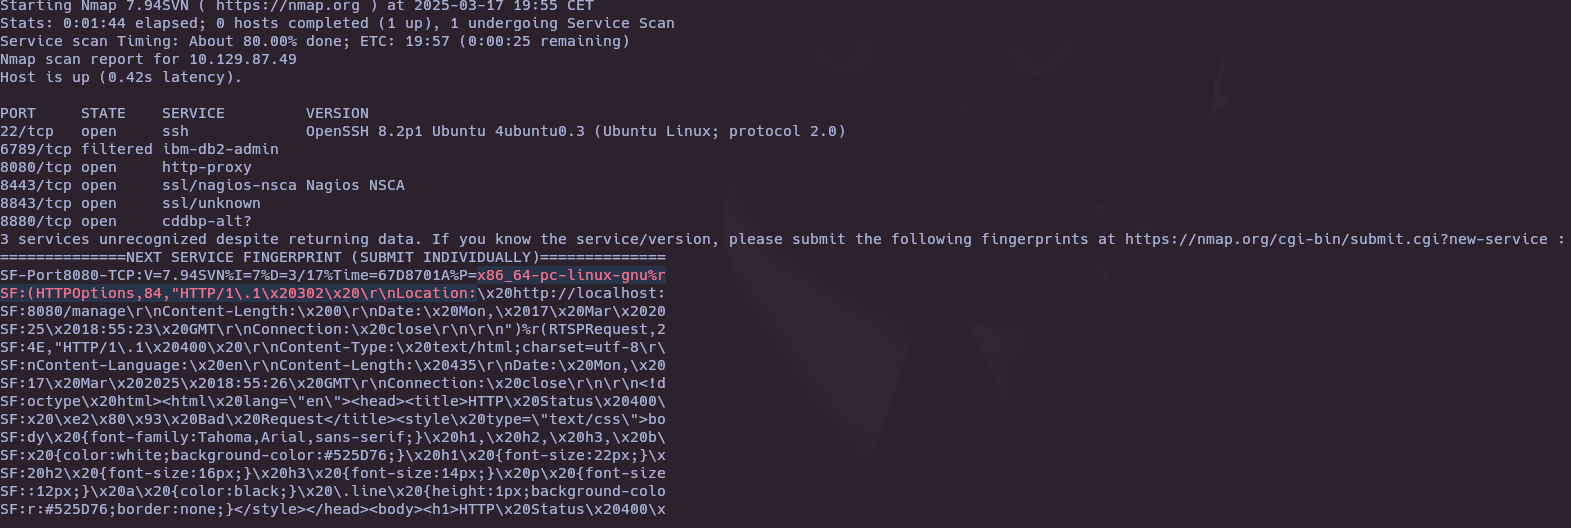 Starting Nmap 7.94SVN ( https://nmap.org ) at 2025-03-17 19:55 CET
Stats: 0:01:44 elapsed; 0 hosts completed (1 up), 1 undergoing Service Scan
Service scan Timing: About 80.00% done; ETC: 19:57 (0:00:25 remaining)
Nmap scan report for 10.129.87.49
Host is up (0.42s latency).
PORT     STATE    SERVICE         VERSION
22/tcp   open     ssh             OpenSSH 8.2p1 Ubuntu 4ubuntu0.3 (Ubuntu Linux; protocol 2.0)
6789/tcp filtered ibm-db2-admin
8080/tcp open     http-proxy
8443/tcp open     ssl/nagios-nsca Nagios NSCA
8843/tcp open     ssl/unknown
8880/tcp open     cddbp-alt?
3 services unrecognized despite returning data. If you know the service/version, please submit the following fingerprints at https://nmap.org/cgi-bin/submit.cgi?new-service :
==============NEXT SERVICE FINGERPRINT (SUBMIT INDIVIDUALLY)==============
SF-Port8080-TCP:V=7.94SVN%I=7%D=3/17%Time=67D8701A%P=x86_64-pc-linux-gnu%r
SF:(HTTPOptions,84,"HTTP/1\.1\x20302\x20\r\nLocation:\x20http://localhost:
SF:8080/manage\r\nContent-Length:\x200\r\nDate:\x20Mon,\x2017\x20Mar\x2020
SF:25\x2018:55:23\x20GMT\r\nConnection:\x20close\r\n\r\n")%r(RTSPRequest,2
SF:4E,"HTTP/1\.1\x20400\x20\r\nContent-Type:\x20text/html;charset=utf-8\r\
SF:nContent-Language:\x20en\r\nContent-Length:\x20435\r\nDate:\x20Mon,\x20
SF:17\x20Mar\x202025\x2018:55:26\x20GMT\r\nConnection:\x20close\r\n\r\n<!d
SF:octype\x20html><html\x20lang=\"en\"><head><title>HTTP\x20Status\x20400\
SF:x20\xe2\x80\x93\x20Bad\x20Request</title><style\x20type=\"text/css\">bo
SF:dy\x20{font-family:Tahoma,Arial,sans-serif;}\x20h1,\x20h2,\x20h3,\x20b\
SF:x20{color:white;background-color:#525D76;}\x20h1\x20{font-size:22px;}\x
SF:20h2\x20{font-size:16px;}\x20h3\x20{font-size:14px;}\x20p\x20{font-size
SF::12px;}\x20a\x20{color:black;}\x20\.line\x20{height:1px;background-colo
SF:r:#525D76;border:none;}</style></head><body><h1>HTTP\x20Status\x20400\x